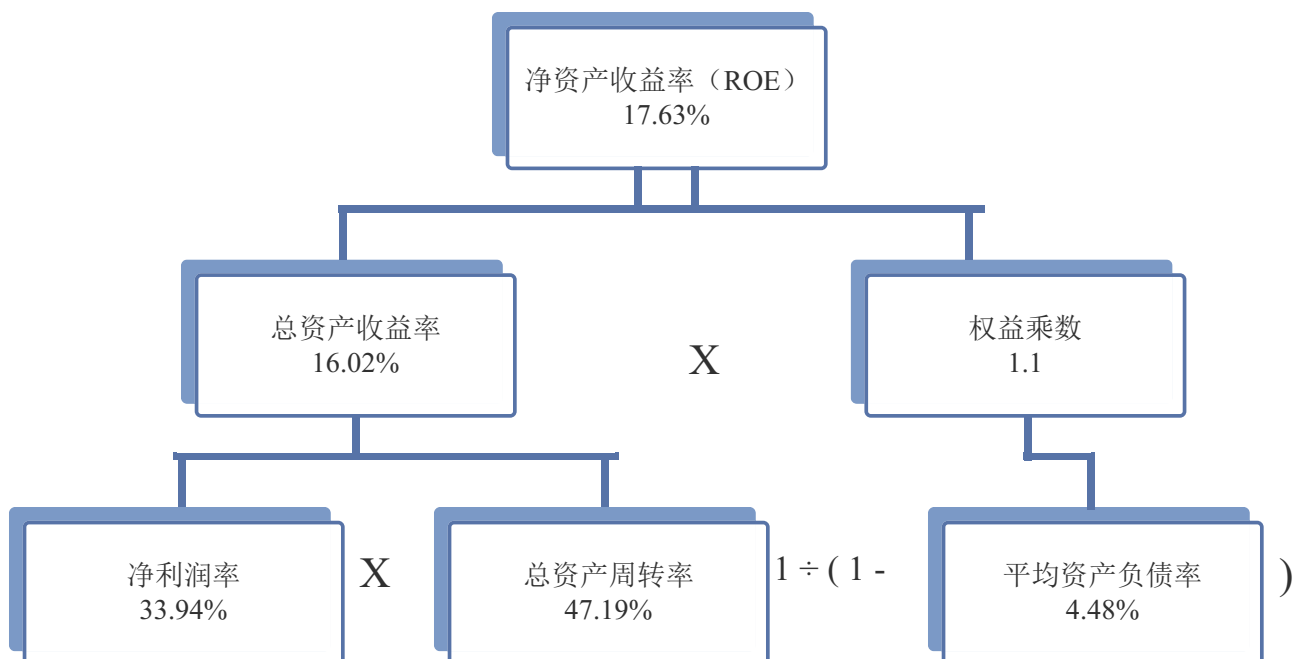 净资产收益率（ROE）
17.63%
总资产收益率
16.02%
X
权益乘数
1.1
净利润率
33.94%
X
总资产周转率
47.19%
1 ÷ ( 1 -
平均资产负债率
4.48%
)